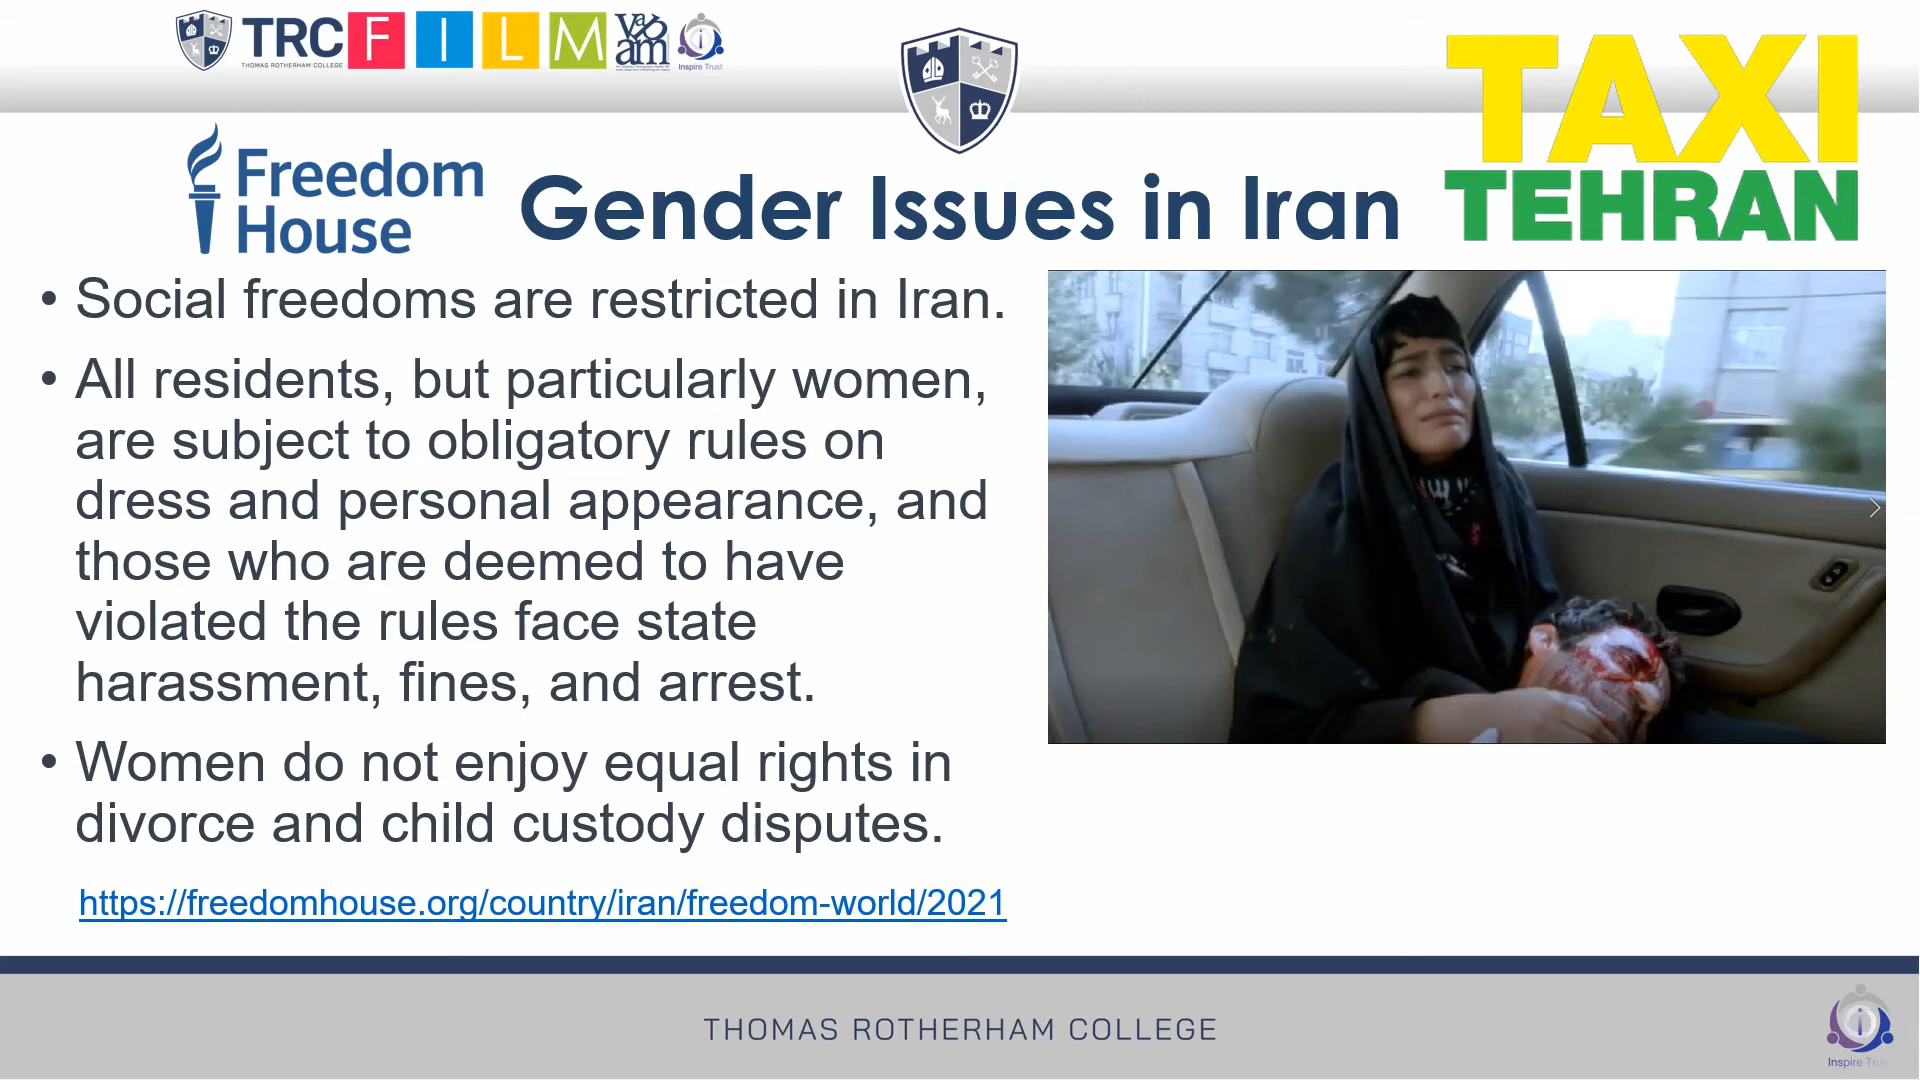 TRC FILM
THOMAS ROTHERHAM COLLEGE
Inspire Trust
TAXI
TEHRAN
Freedom
House
Gender Issues in Iran
• Social freedoms are restricted in Iran.
• All residents, but particularly women,
are subject to obligatory rules on
dress and personal appearance, and
those who are deemed to have
violated the rules face state
harassment, fines, and arrest.
• Women do not enjoy equal rights in
divorce and child custody disputes.
https://freedomhouse.org/country/iran/freedom-world/2021
THOMAS ROTHERHAM COLLEGE
Inspire Trust